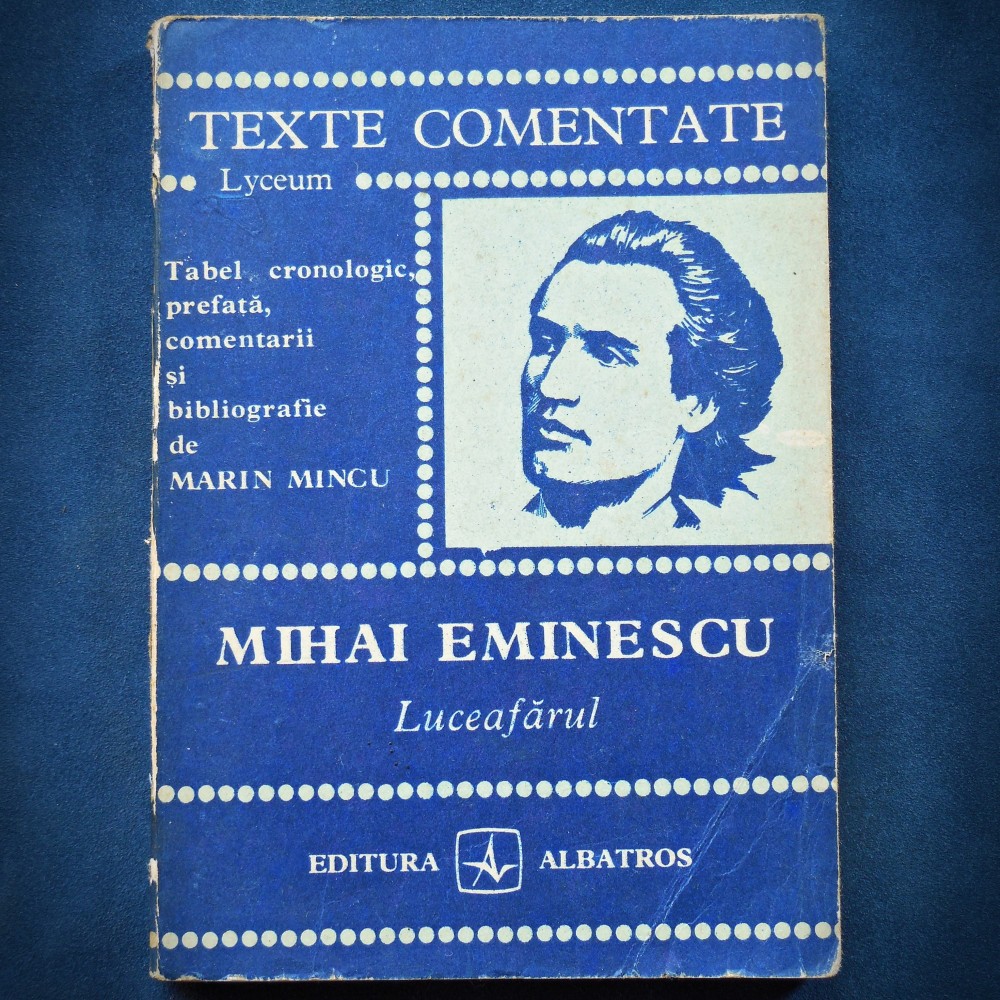 TEXTE COMENTATE
Lyceum
Tabel cronologic,
prefață,
comentarii
și
bibliografie
de
MARIN MINCU
MIHAI EMINESCU
Luceafărul
EDITURA ALBATROS